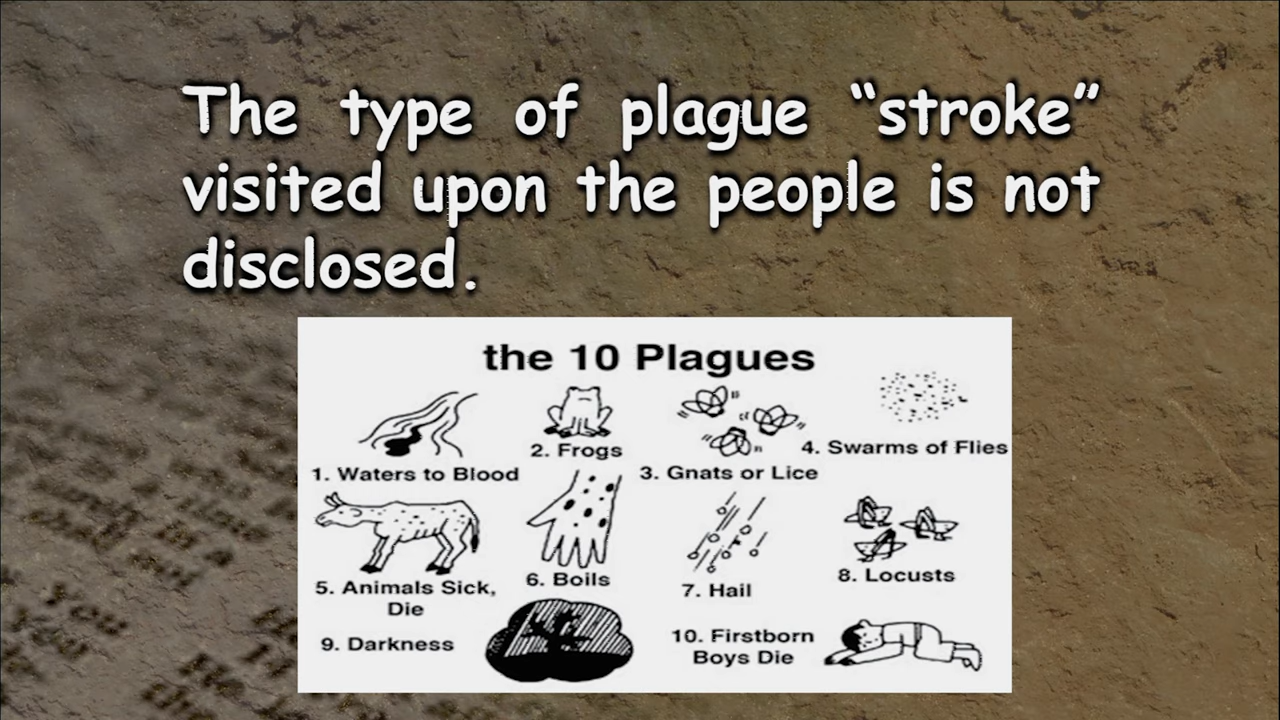 The type of plague “stroke”
visited upon the people is not
disclosed.
the 10 Plagues
1. Waters to Blood
2. Frogs
3. Gnats or Lice
4. Swarms of Flies
5. Animals Sick,
Die
6. Boils
7. Hail
8. Locusts
9. Darkness
10. Firstborn
Boys Die